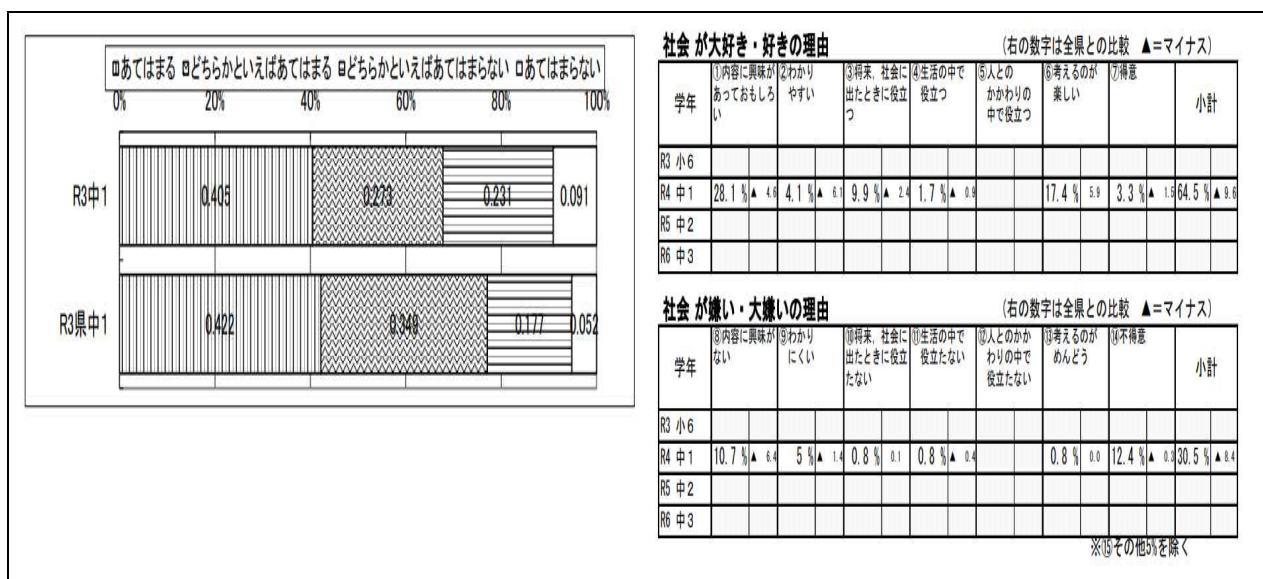 □あてはまる □どちらかといえばあてはまる □どちらかといえばあてはまらない □あてはまらない
0% 20% 40% 60% 80% 100%
R3中1 0.405 0.273 0.231 0.091
R3県中1 0.422 0.349 0.177 0.052
社会 が大好き・好きの理由 (右の数字は全県との比較 ▲=マイナス)
学年 ①内容に興味があっておもしろい ②わかりやすい ③将来,社会に出たときに役立つ ④生活の中で役立つ ⑤人とのかかわりの中で役立つ ⑥考えるのが楽しい ⑦得意 小計
R3 小6
R4 中1 28.1 % ▲ 4.6 4.1 % ▲ 6.1 9.9 % ▲ 2.4 1.7 % ▲ 0.9 17.4 % 5.9 3.3 % ▲ 1.5 64.5 % ▲ 9.6
R5 中2
R6 中3
社会 が嫌い・大嫌いの理由 (右の数字は全県との比較 ▲=マイナス)
学年 ⑧内容に興味がない ⑨わかりにくい ⑩将来,社会に出たときに役立たない ⑪生活の中で役立たない ⑫人とのかかわりの中で役立たない ⑬考えるのがめんどう ⑭不得意 小計
R3 小6
R4 中1 10.7 % ▲ 6.4 5 % ▲ 1.4 0.8 % 0.1 0.8 % ▲ 0.4 0.8 % 0.0 12.4 % ▲ 0.3 30.5 % ▲ 8.4
R5 中2
R6 中3
※⑮その他5%を除く